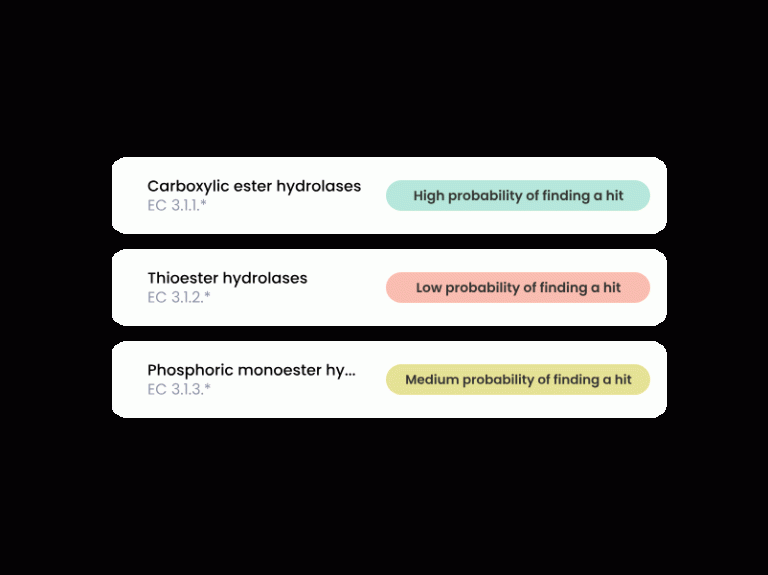 Carboxylic ester hydrolases
EC 3.1.1.*
High probability of finding a hit
Thioester hydrolases
EC 3.1.2.*
Low probability of finding a hit
Phosphoric monoester hy...
EC 3.1.3.*
Medium probability of finding a hit